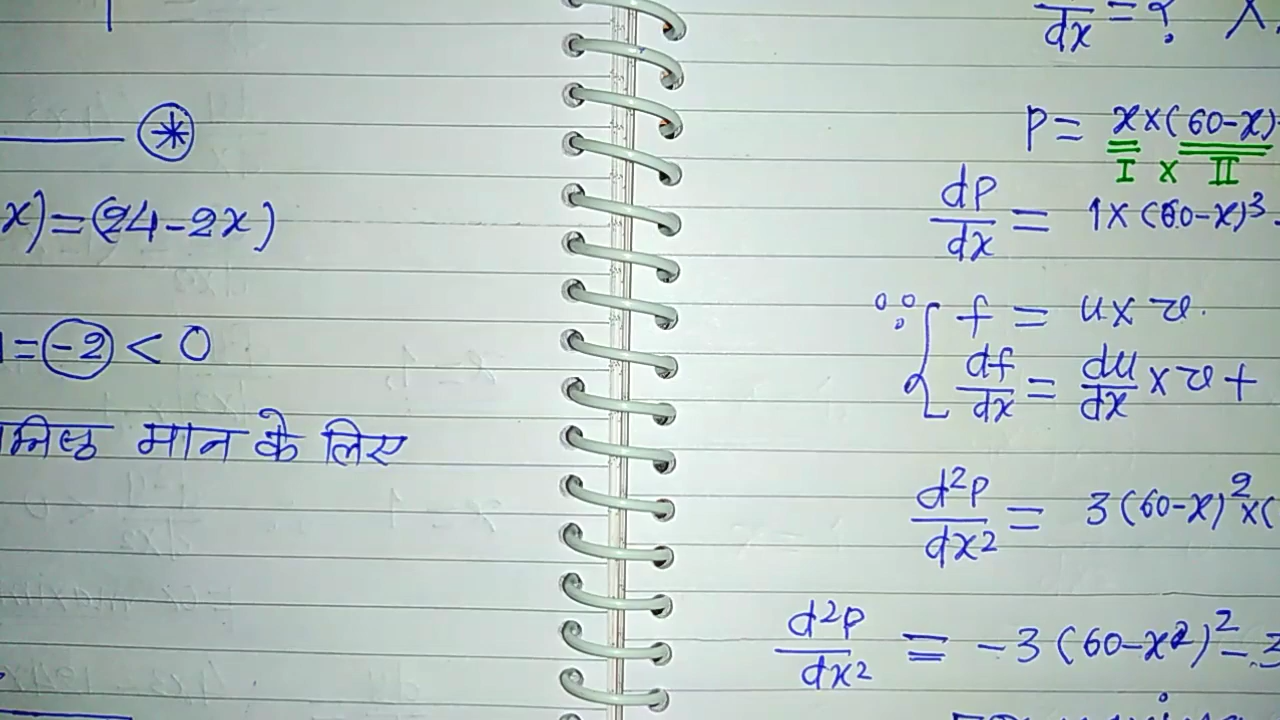 x) = (24-2x)
= -2 < 0
मान के लिए
dx = ? X
P = x×(60-x)
I × II
dP/dx = 1×(60-x)³
∴ { f = u×v.
df/dx = du/dx × v +
d²P/dx² = 3(60-x)²×(
d²P/dx² = -3(60-x²)² - 3